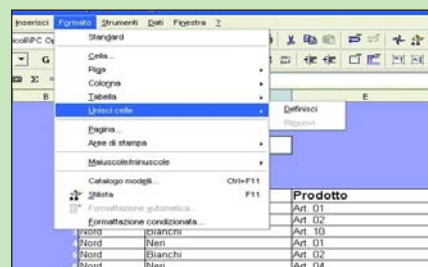 Inserisci Formato Strumenti Dati Finestra ?
Standard
Cella...
Riga
Colonna
Tabella
Unisci celle
Definisci
Rimuovi
Pagina...
Aree di stampa
Maiuscole/minuscole
Catalogo modelli... Ctrl+F11
Stilista F11
Formattazione automatica...
Formattazione condizionata...
G
B
E
Prodotto
Art. 01
Art. 02
Nord Bianchi Art. 10
Nord Neri Art. 01
Nord Bianchi Art. 02
Nord Neri Art. 04